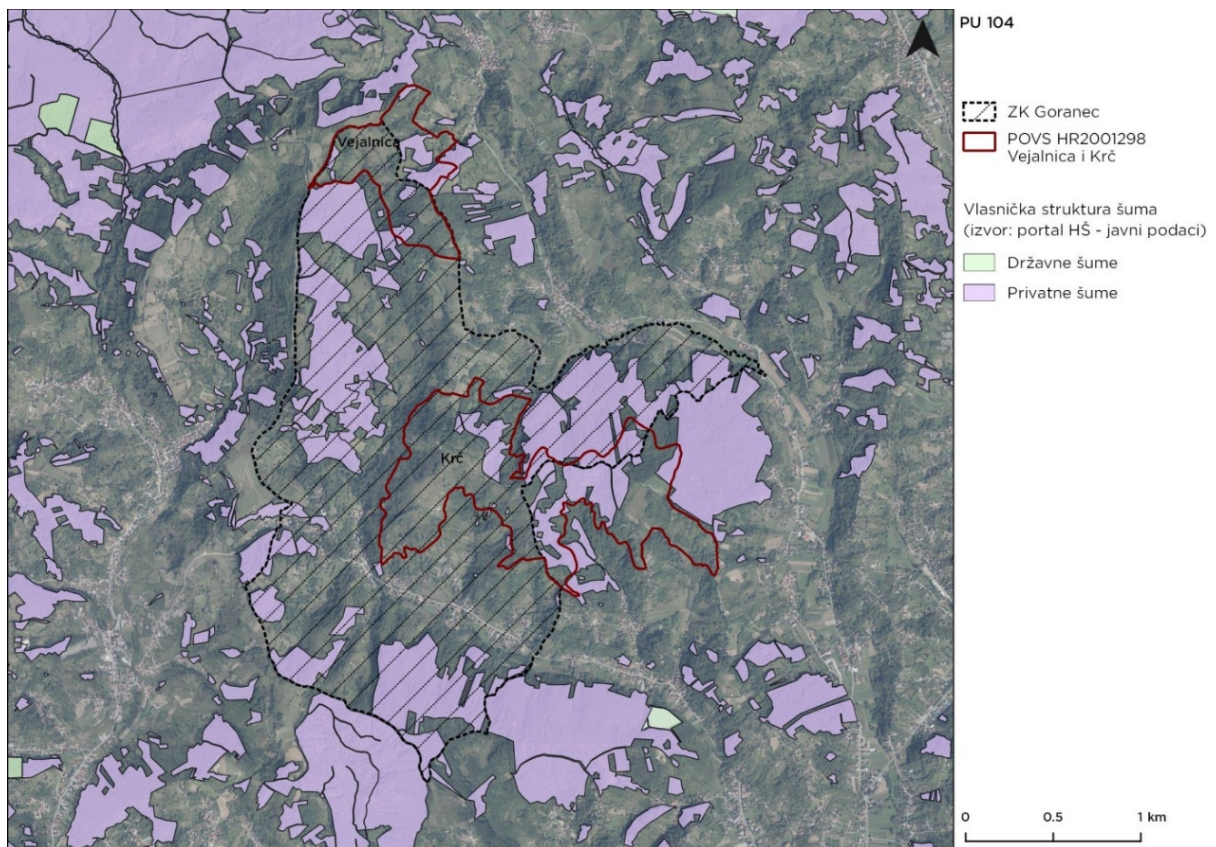 PU 104
ZK Goranec
POVS HR2001298
Vejalnica i Krč
Vlasnička struktura šuma
(izvor: portal HŠ - javni podaci)
Državne šume
Privatne šume
Vejalnica
Krč
0 0.5 1 km